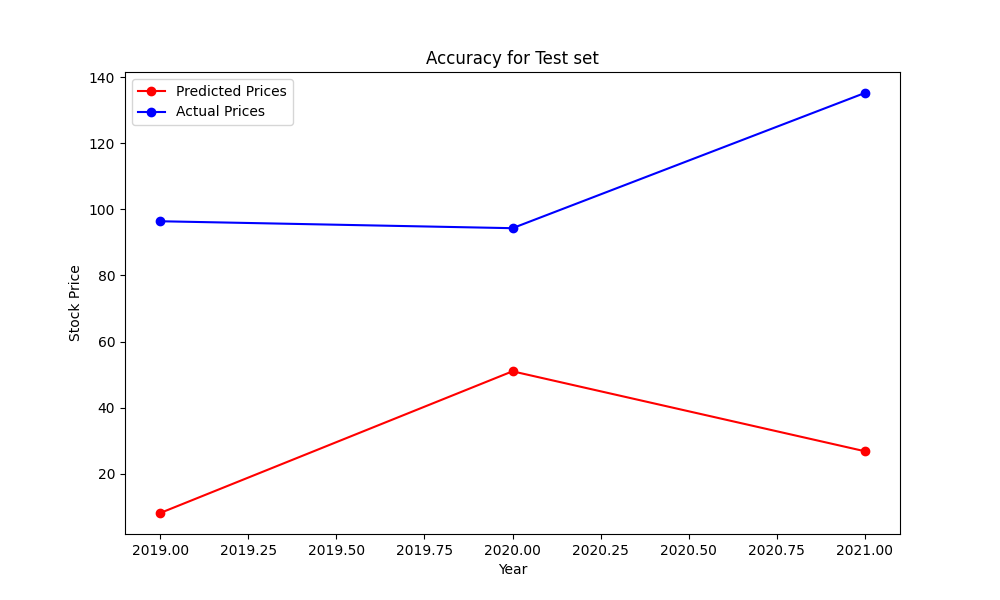 Accuracy for Test set
Predicted Prices
Actual Prices
Stock Price
140
120
100
80
60
40
20
2019.00 2019.25 2019.50 2019.75 2020.00 2020.25 2020.50 2020.75 2021.00
Year